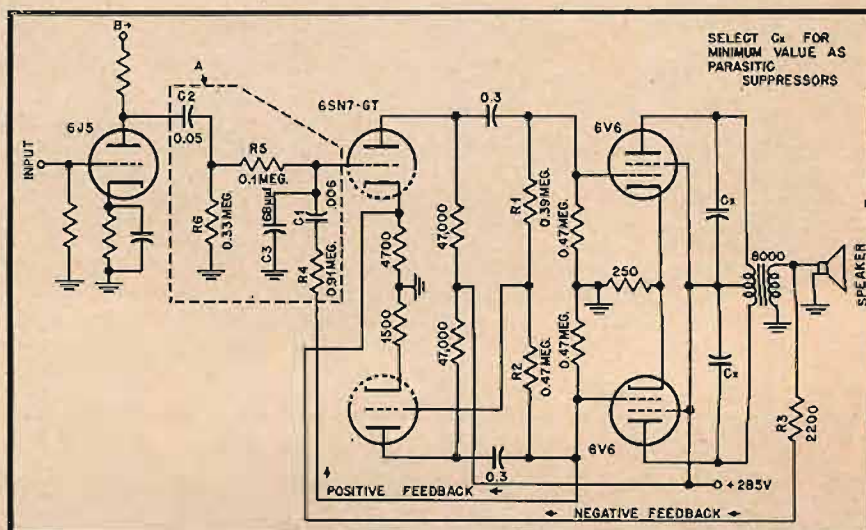 SELECT Cx FOR
MINIMUM VALUE AS
PARASITIC
SUPPRESSORS
B+
A
C2
0.05
6J5
INPUT
R5
0.1MEG.
R6
0.33MEG.
C3
68μμf
C1
.006
R4
0.91MEG.
6SN7-GT
4700
1500
47,000
47,000
0.3
0.3
R1
0.39MEG.
R2
0.47MEG.
0.47MEG.
0.47MEG.
6V6
6V6
250
Cx
Cx
8000
SPEAKER
R3
2200
+285V
POSITIVE FEEDBACK
NEGATIVE FEEDBACK